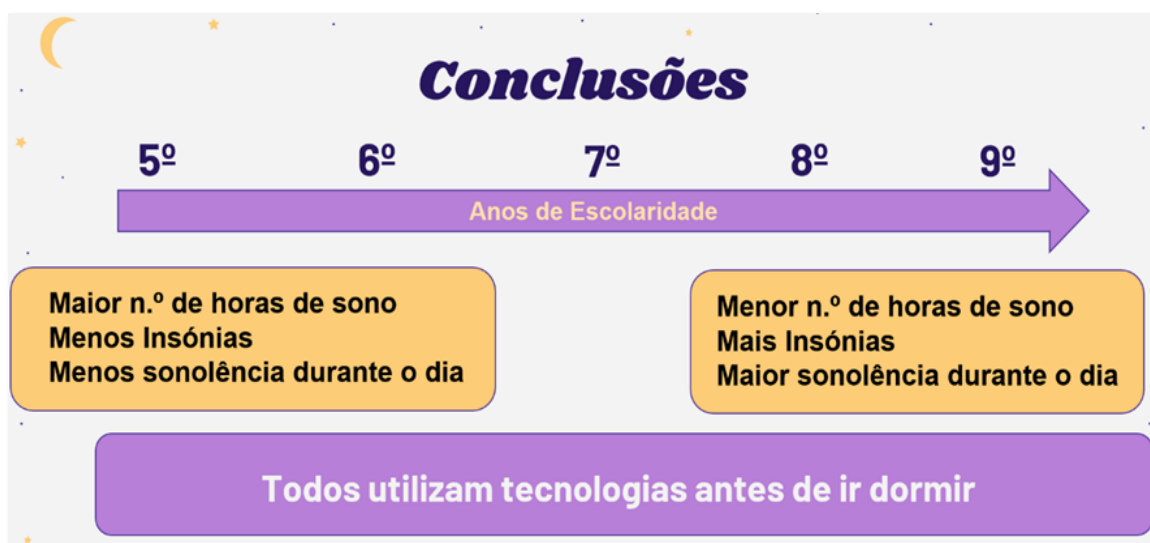 Conclusões
5º 6º 7º 8º 9º
Anos de Escolaridade
Maior n.º de horas de sono
Menos Insónias
Menos sonolência durante o dia
Menor n.º de horas de sono
Mais Insónias
Maior sonolência durante o dia
Todos utilizam tecnologias antes de ir dormir